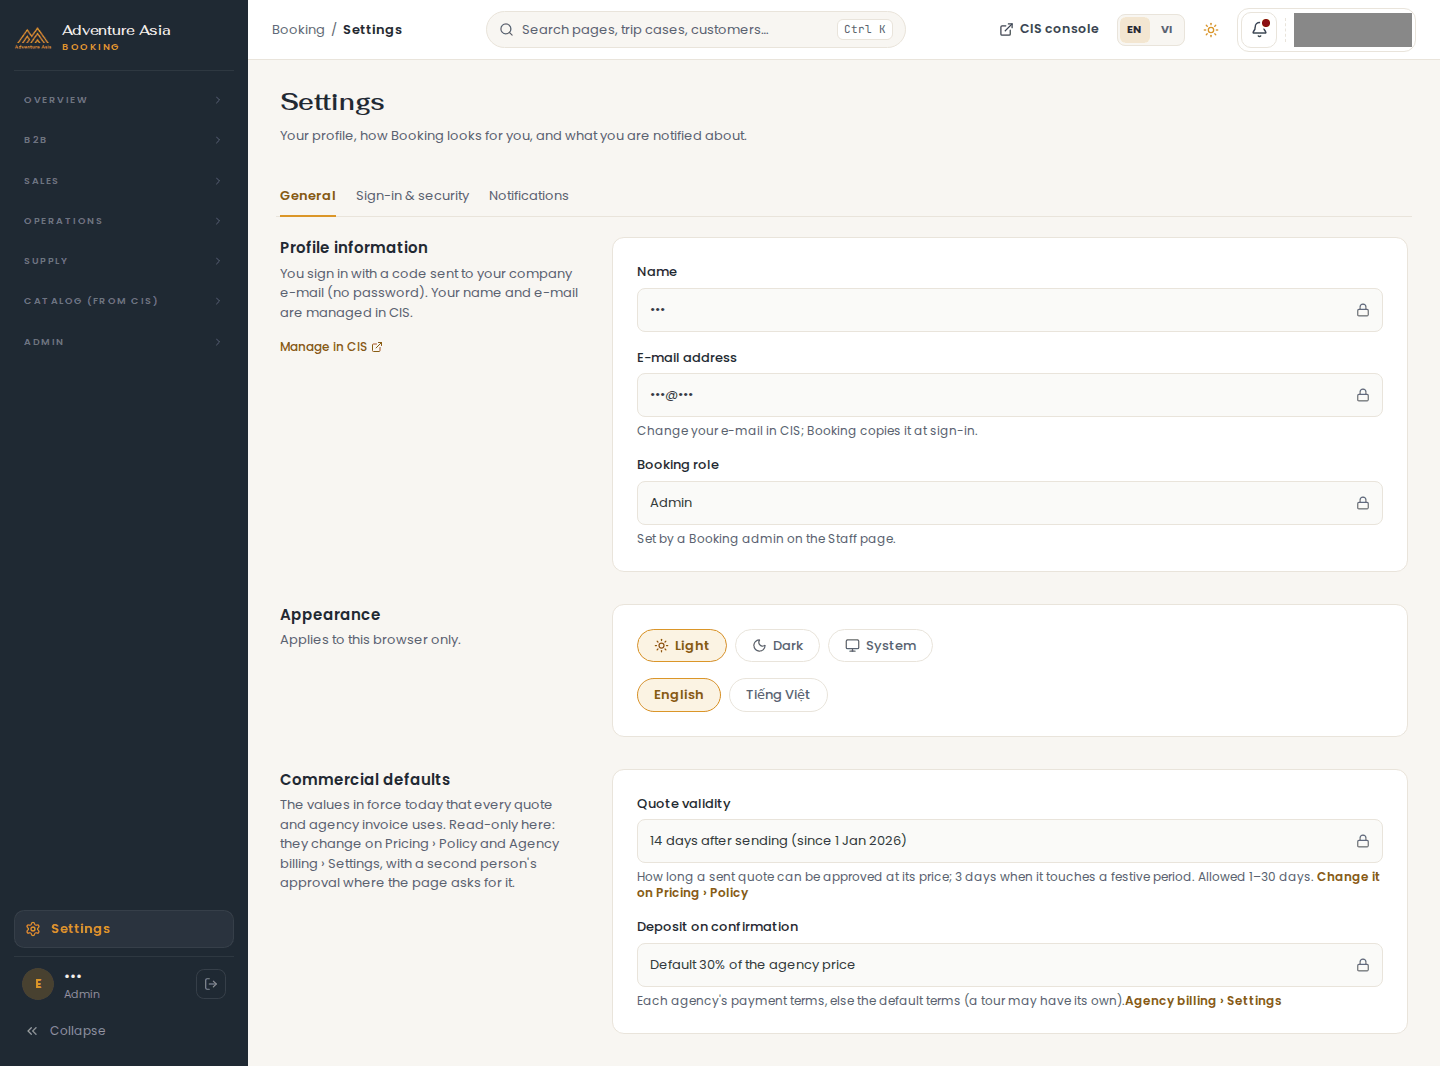 Adventure Asia
BOOKING
Adventure Asia
OVERVIEW
B2B
SALES
OPERATIONS
SUPPLY
CATALOG (FROM CIS)
ADMIN
Settings
E
•••
Admin
Collapse
Booking / Settings
Search pages, trip cases, customers...
Ctrl K
CIS console
EN
VI
Settings
Your profile, how Booking looks for you, and what you are notified about.
General
Sign-in & security
Notifications
Profile information
You sign in with a code sent to your company
e-mail (no password). Your name and e-mail
are managed in CIS.
Manage in CIS
Name
•••
E-mail address
•••@•••
Change your e-mail in CIS; Booking copies it at sign-in.
Booking role
Admin
Set by a Booking admin on the Staff page.
Appearance
Applies to this browser only.
Light
Dark
System
English
Tiếng Việt
Commercial defaults
The values in force today that every quote
and agency invoice uses. Read-only here:
they change on Pricing › Policy and Agency
billing › Settings, with a second person's
approval where the page asks for it.
Quote validity
14 days after sending (since 1 Jan 2026)
How long a sent quote can be approved at its price; 3 days when it touches a festive period. Allowed 1–30 days. Change it
on Pricing › Policy
Deposit on confirmation
Default 30% of the agency price
Each agency's payment terms, else the default terms (a tour may have its own).Agency billing › Settings